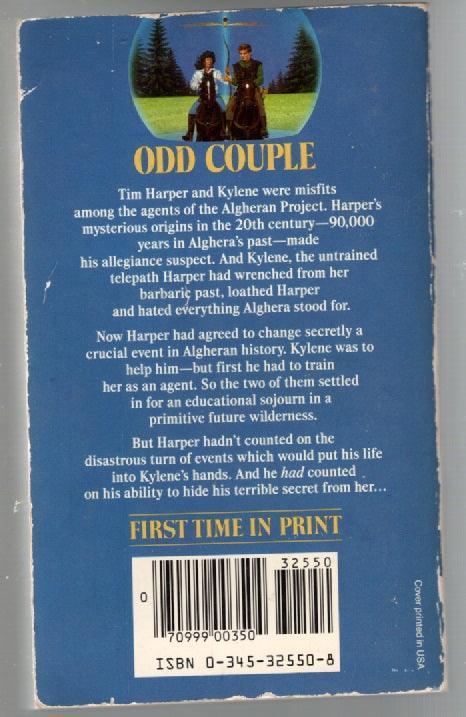 ODD COUPLE
Tim Harper and Kylene were misfits
among the agents of the Algheran Project. Harper's
mysterious origins in the 20th century—90,000
years in Alghera's past—made
his allegiance suspect. And Kylene, the untrained
telepath Harper had wrenched from her
barbaric past, loathed Harper
and hated everything Alghera stood for.
Now Harper had agreed to change secretly a
crucial event in Algheran history. Kylene was to
help him—but first he had to train
her as an agent. So the two of them settled
in for an educational sojourn in a
primitive future wilderness.
But Harper hadn't counted on the
disastrous turn of events which would put his life
into Kylene's hands. And he had counted
on his ability to hide his terrible secret from her...
FIRST TIME IN PRINT
32550
0
70999 00350
ISBN 0-345-32550-8
Cover printed in USA